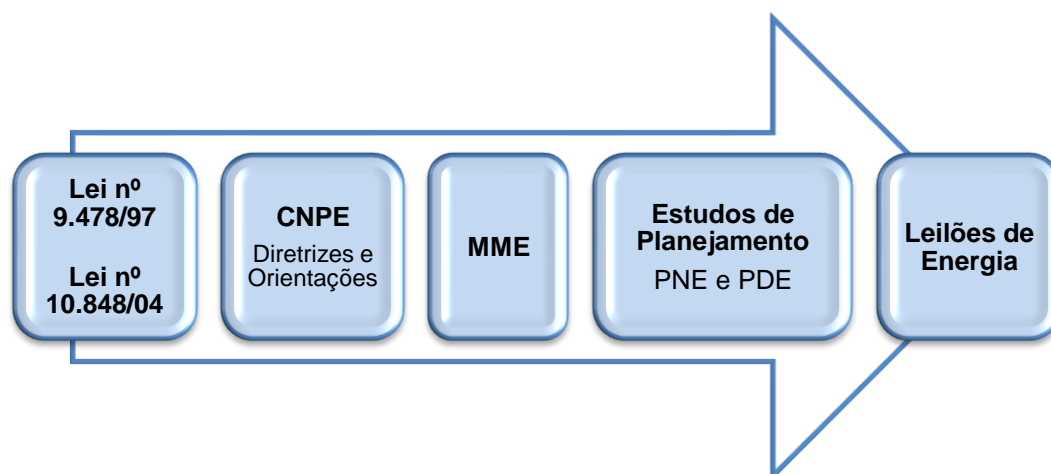 Lei nº
9.478/97
Lei nº
10.848/04
CNPE
Diretrizes e
Orientações
MME
Estudos de
Planejamento
PNE e PDE
Leilões de
Energia